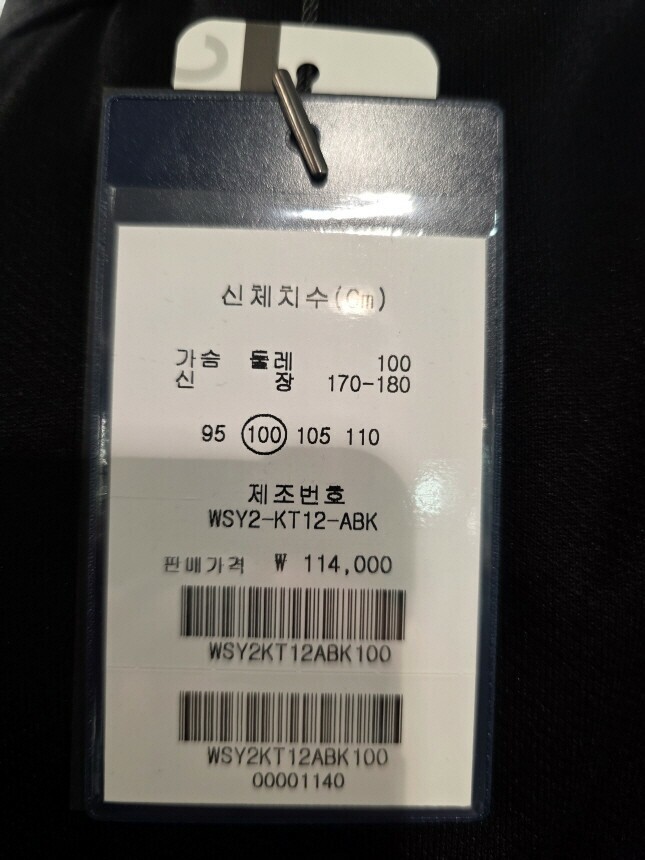 신체치수(Cm)
가슴 둘레 100
신 장 170-180
95 100 105 110
제조번호
WSY2-KT12-ABK
판매가격 ₩ 114,000
WSY2KT12ABK100
WSY2KT12ABK100
00001140